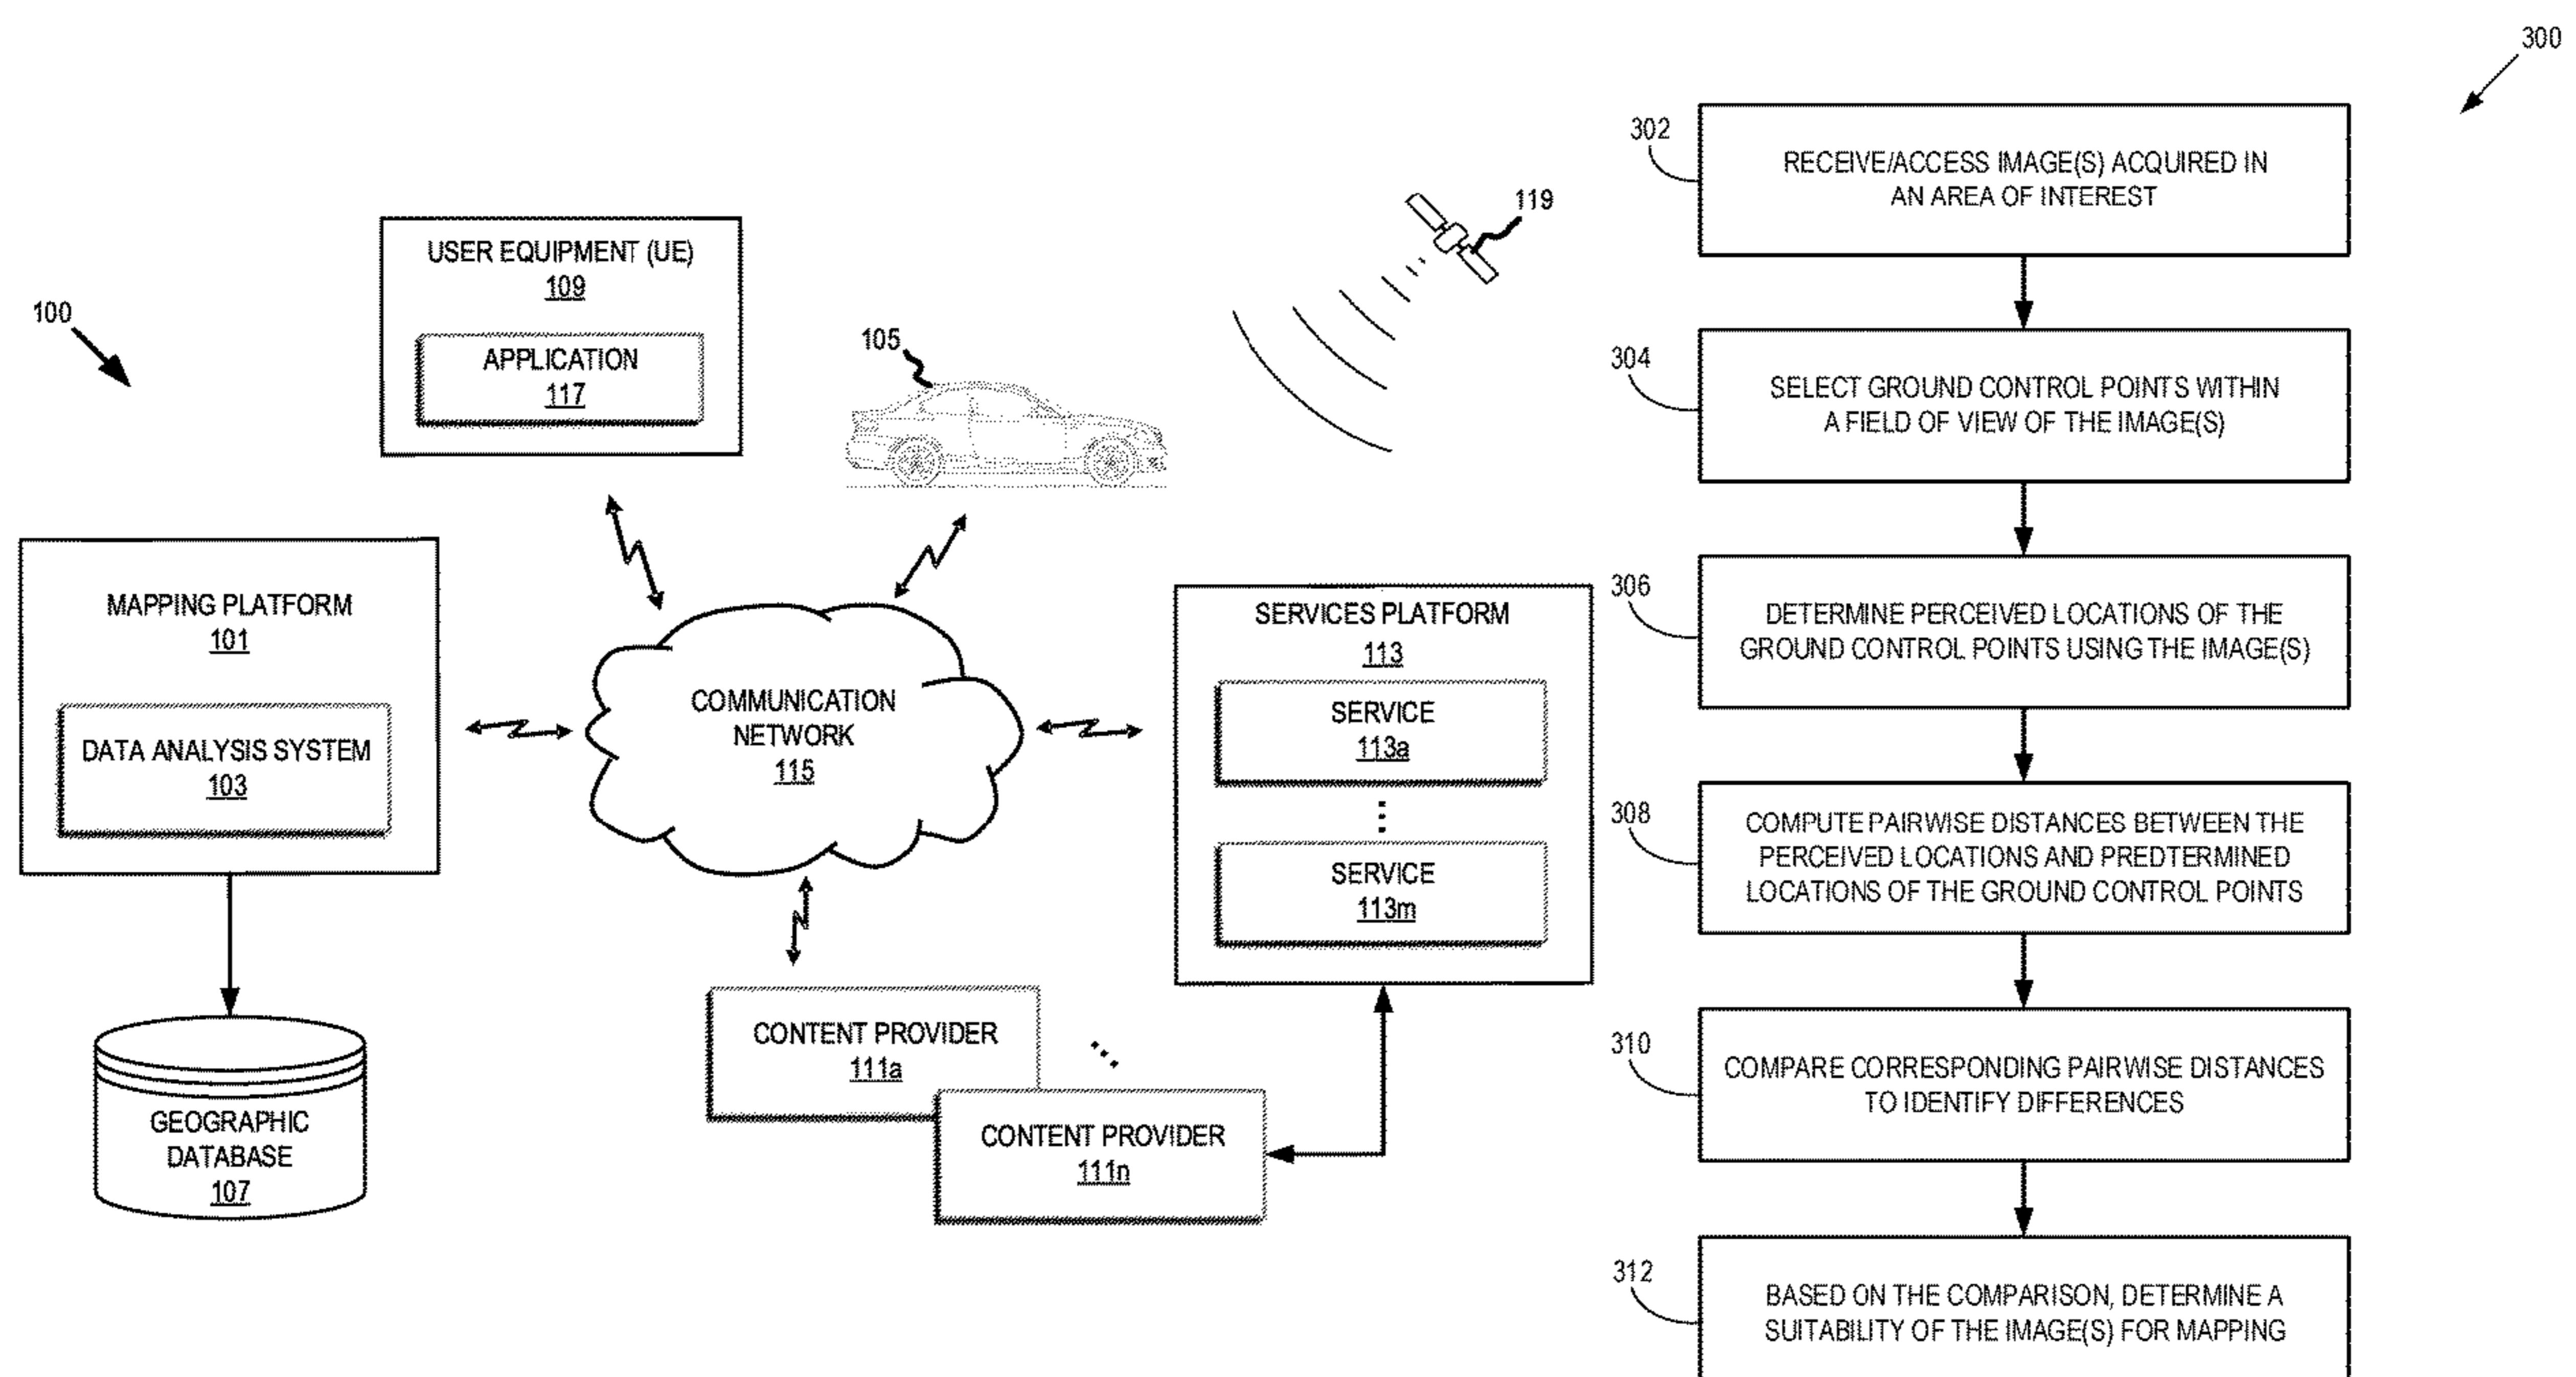 100
USER EQUIPMENT (UE)
109
APPLICATION
117
105
119
MAPPING PLATFORM
101
DATA ANALYSIS SYSTEM
103
COMMUNICATION
NETWORK
115
SERVICES PLATFORM
113
SERVICE
113a
SERVICE
113m
CONTENT PROVIDER
111a
CONTENT PROVIDER
111n
GEOGRAPHIC
DATABASE
107
300
302
RECEIVE/ACCESS IMAGE(S) ACQUIRED IN
AN AREA OF INTEREST
304
SELECT GROUND CONTROL POINTS WITHIN
A FIELD OF VIEW OF THE IMAGE(S)
306
DETERMINE PERCEIVED LOCATIONS OF THE
GROUND CONTROL POINTS USING THE IMAGE(S)
308
COMPUTE PAIRWISE DISTANCES BETWEEN THE
PERCEIVED LOCATIONS AND PREDTERMINED
LOCATIONS OF THE GROUND CONTROL POINTS
310
COMPARE CORRESPONDING PAIRWISE DISTANCES
TO IDENTIFY DIFFERENCES
312
BASED ON THE COMPARISON, DETERMINE A
SUITABILITY OF THE IMAGE(S) FOR MAPPING